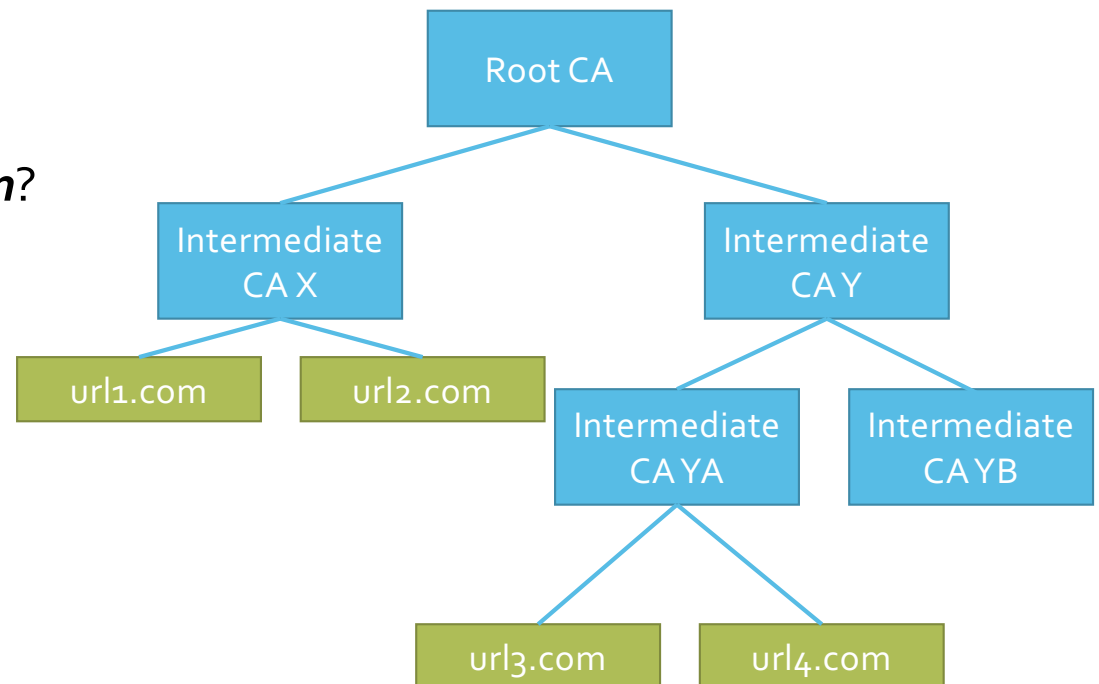 Root CA
n?
Intermediate
CA X
Intermediate
CA Y
url1.com
url2.com
Intermediate
CA YA
Intermediate
CA YB
url3.com
url4.com